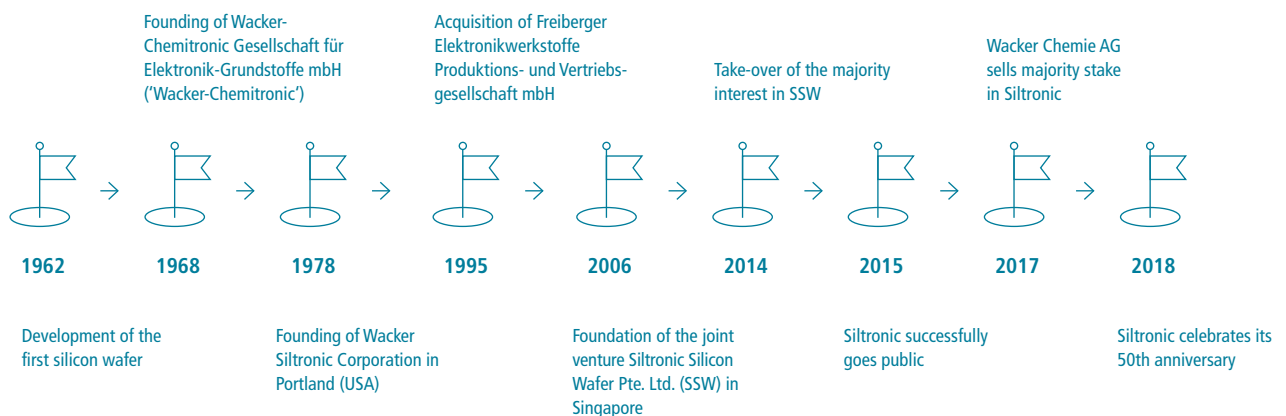 Founding of Wacker-
Chemitronic Gesellschaft für
Elektronik-Grundstoffe mbH
('Wacker-Chemitronic')
Acquisition of Freiberger
Elektronikwerkstoffe
Produktions- und Vertriebs-
gesellschaft mbH
Take-over of the majority
interest in SSW
Wacker Chemie AG
sells majority stake
in Siltronic
1962
1968
1978
1995
2006
2014
2015
2017
2018
Development of the
first silicon wafer
Founding of Wacker
Siltronic Corporation in
Portland (USA)
Foundation of the joint
venture Siltronic Silicon
Wafer Pte. Ltd. (SSW) in
Singapore
Siltronic successfully
goes public
Siltronic celebrates its
50th anniversary